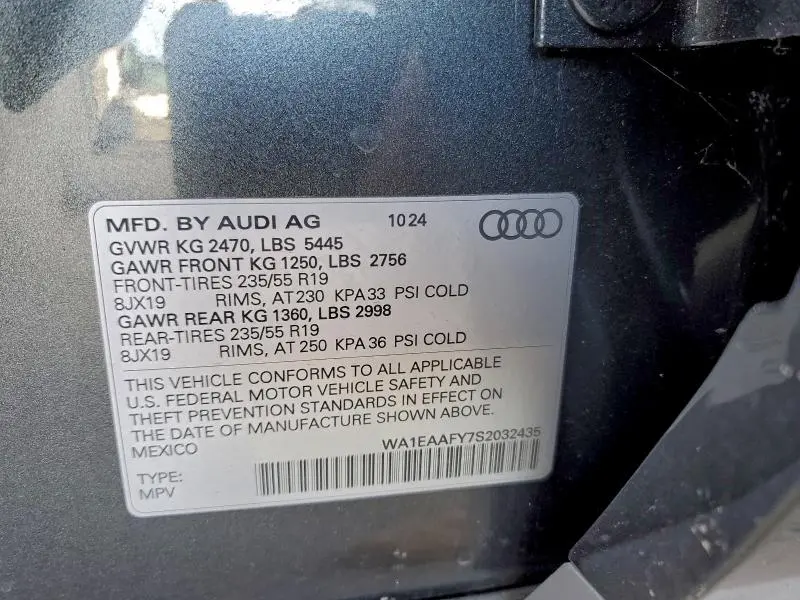 MFD. BY AUDI AG 1024
GVWR KG 2470, LBS 5445
GAWR FRONT KG 1250, LBS 2756
FRONT-TIRES 235/55 R19
8JX19 RIMS, AT 230 KPA 33 PSI COLD
GAWR REAR KG 1360, LBS 2998
REAR-TIRES 235/55 R19
8JX19 RIMS, AT 250 KPA 36 PSI COLD
THIS VEHICLE CONFORMS TO ALL APPLICABLE
U.S. FEDERAL MOTOR VEHICLE SAFETY AND
THEFT PREVENTION STANDARDS IN EFFECT ON
THE DATE OF MANUFACTURE SHOWN ABOVE.
MEXICO WA1EAAFY7S2032435
TYPE:
MPV